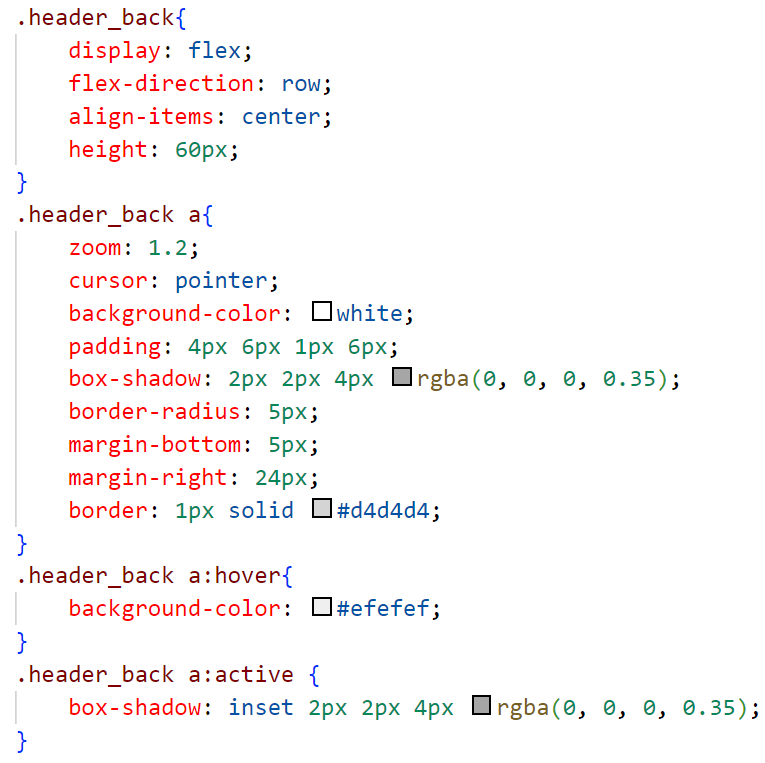 .header_back{
    display: flex;
    flex-direction: row;
    align-items: center;
    height: 60px;
}
.header_back a{
    zoom: 1.2;
    cursor: pointer;
    background-color: white;
    padding: 4px 6px 1px 6px;
    box-shadow: 2px 2px 4px rgba(0, 0, 0, 0.35);
    border-radius: 5px;
    margin-bottom: 5px;
    margin-right: 24px;
    border: 1px solid #d4d4d4;
}
.header_back a:hover{
    background-color: #efefef;
}
.header_back a:active {
    box-shadow: inset 2px 2px 4px rgba(0, 0, 0, 0.35);
}